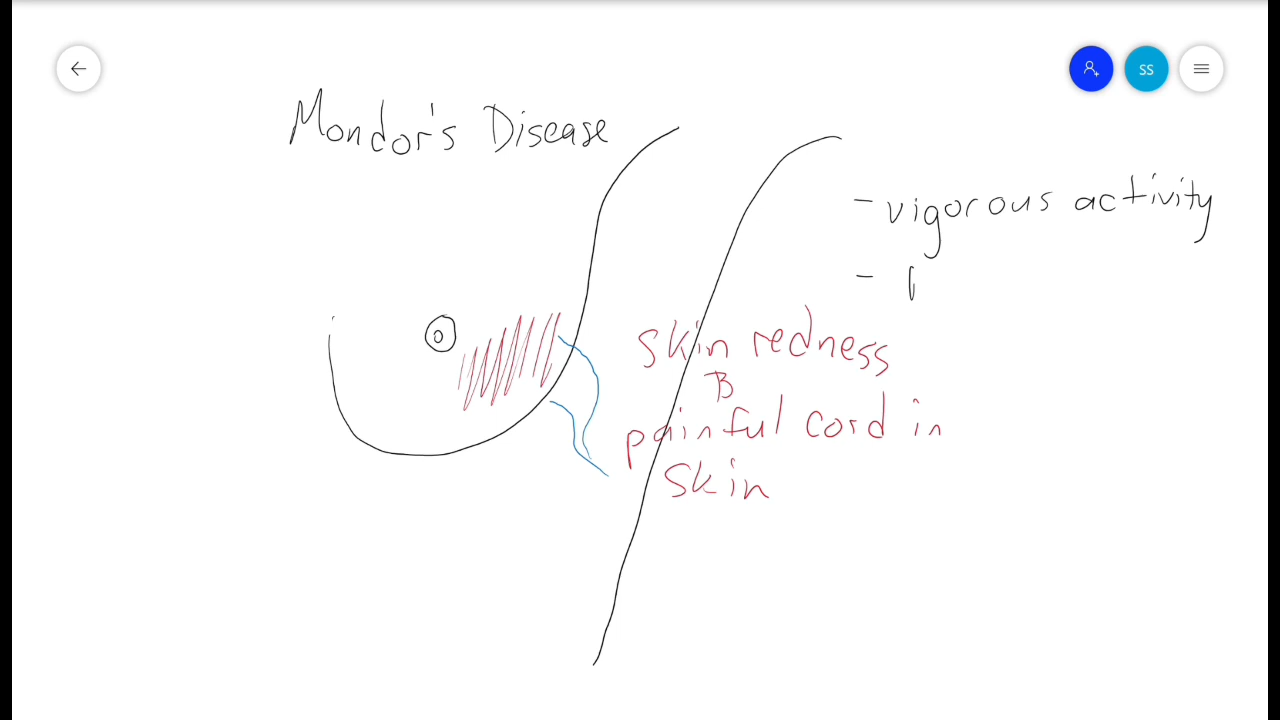 SS
Mondor's Disease
- vigorous activity
-
skin redness
painful cord in
skin